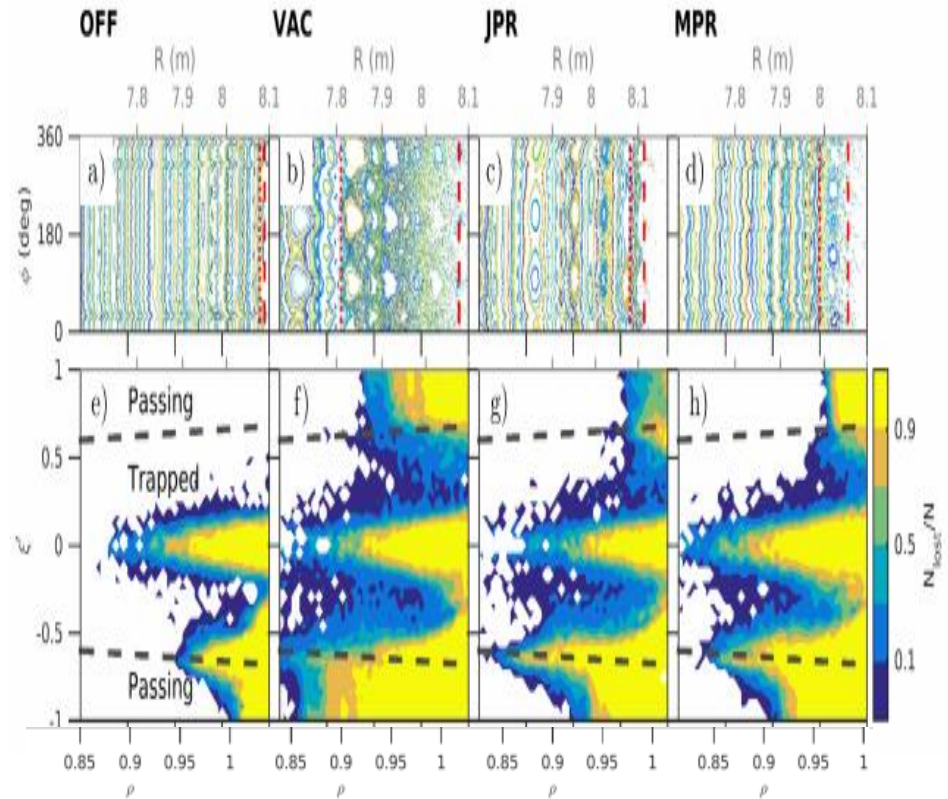 OFF VAC JPR MPR
R (m) R (m) R (m) R (m)
7.8 7.9 8 8.1 7.8 7.9 8 8.1 7.9 8 8.1 7.8 7.9 8 8.1
360
a) b) c) d)
ϕ (deg)
180
0
1
e) f) g) h)
Passing
0.9
0.5
Trapped
0
0.5
N_lost/N
-0.5
0.1
Passing
-1
0.85 0.9 0.95 1 0.85 0.9 0.95 1 0.85 0.9 0.95 1 0.85 0.9 0.95 1
ρ ρ ρ ρ